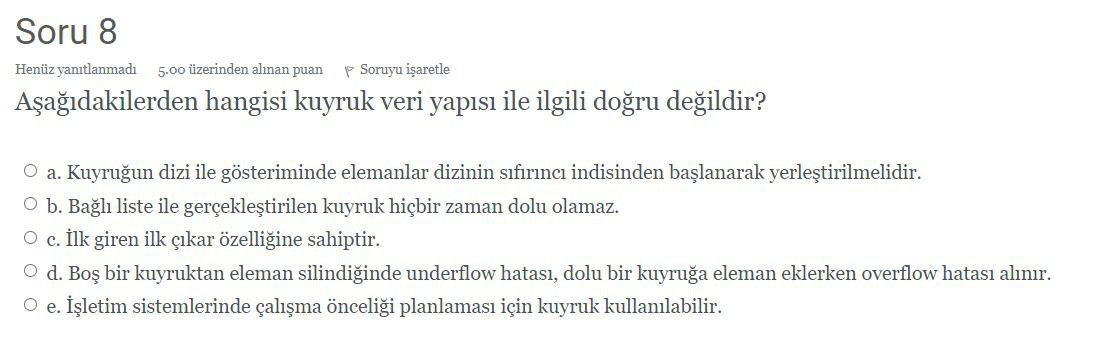 Soru 8
Henüz yanıtlanmadı 5.00 üzerinden alınan puan Soruyu işaretle
Aşağıdakilerden hangisi kuyruk veri yapısı ile ilgili doğru değildir?
a. Kuyruğun dizi ile gösteriminde elemanlar dizinin sıfırıncı indisinden başlanarak yerleştirilmelidir.
b. Bağlı liste ile gerçekleştirilen kuyruk hiçbir zaman dolu olamaz.
c. İlk giren ilk çıkar özelliğine sahiptir.
d. Boş bir kuyruktan eleman silindiğinde underflow hatası, dolu bir kuyruğa eleman eklerken overflow hatası alınır.
e. İşletim sistemlerinde çalışma önceliği planlaması için kuyruk kullanılabilir.